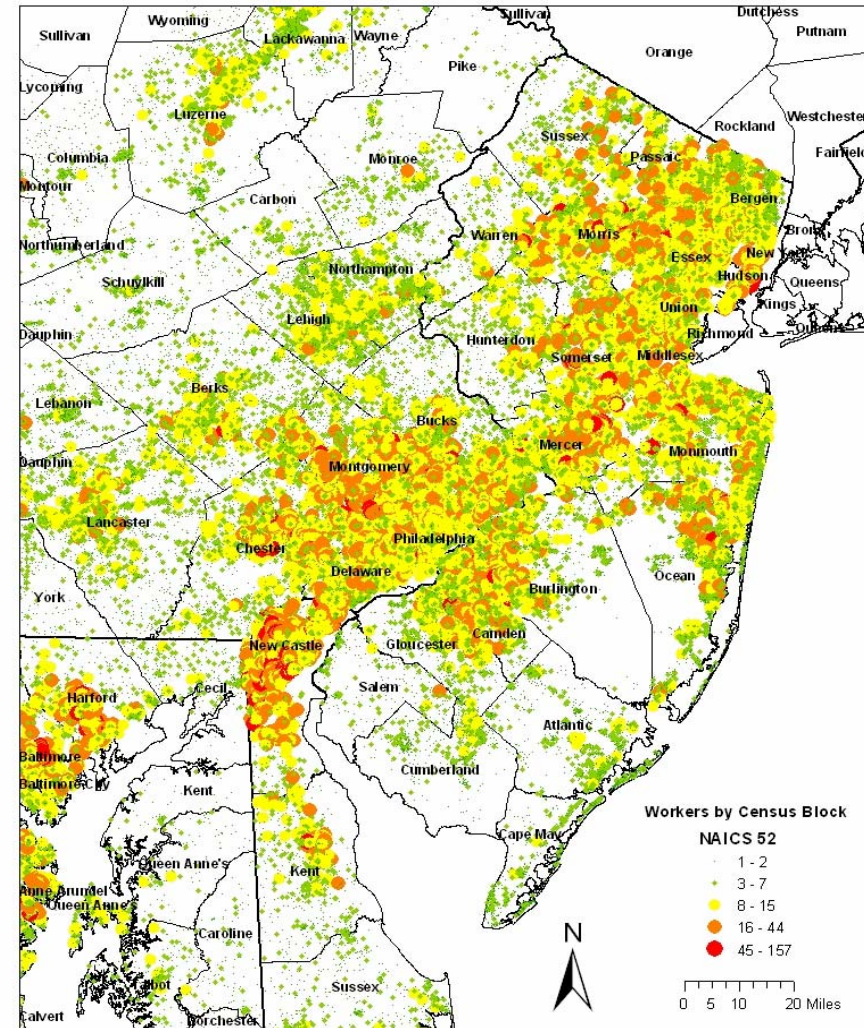 Wyoming
Sullivan
Dutchess
Sullivan
Lackawanna
Wayne
Putnam
Orange
Pike
Lycoming
Luzerne
Rockland
Westchester
Sussex
Passaic
Fairfield
Columbia
Monroe
Montour
Carbon
Bergen
Northumberland
Warren
Morris
Essex
New Yo
Bron
Northampton
Hudson
Schuylkill
Queens
Lehigh
Union
Kings
Dauphin
Hunterdon
Richmond
Somerset
Middlesex
Berks
Lebanon
Bucks
Mercer
Monmouth
Dauphin
Montgomery
Lancaster
Chester
Philadelphia
Delaware
Burlington
Ocean
York
New Castle
Gloucester
Camden
Cecil
Harford
Salem
Atlantic
Baltimore
Cumberland
Baltimore City
Kent
Cape May
Queen Anne's
Kent
Anne Arundel
Queen Anne's
Caroline
Talbot
Sussex
Calvert
Dorchester
Workers by Census Block
NAICS 52
1 - 2
3 - 7
8 - 15
16 - 44
45 - 157
N
0 5 10 20 Miles